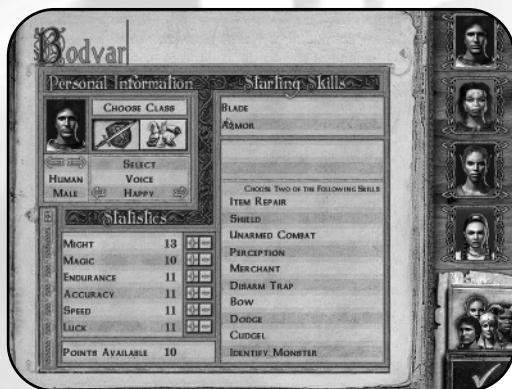 Bodvar
Personal Information
Choose Class
Human
Male
Select
Voice
Happy
Statistics
Might 13
Magic 10
Endurance 11
Accuracy 11
Speed 11
Luck 11
Points Available 10
Starting Skills
Blade
Armor
Choose Two of the Following Skills
Item Repair
Shield
Unarmed Combat
Perception
Merchant
Disarm Trap
Bow
Dodge
Cudgel
Identify Monster